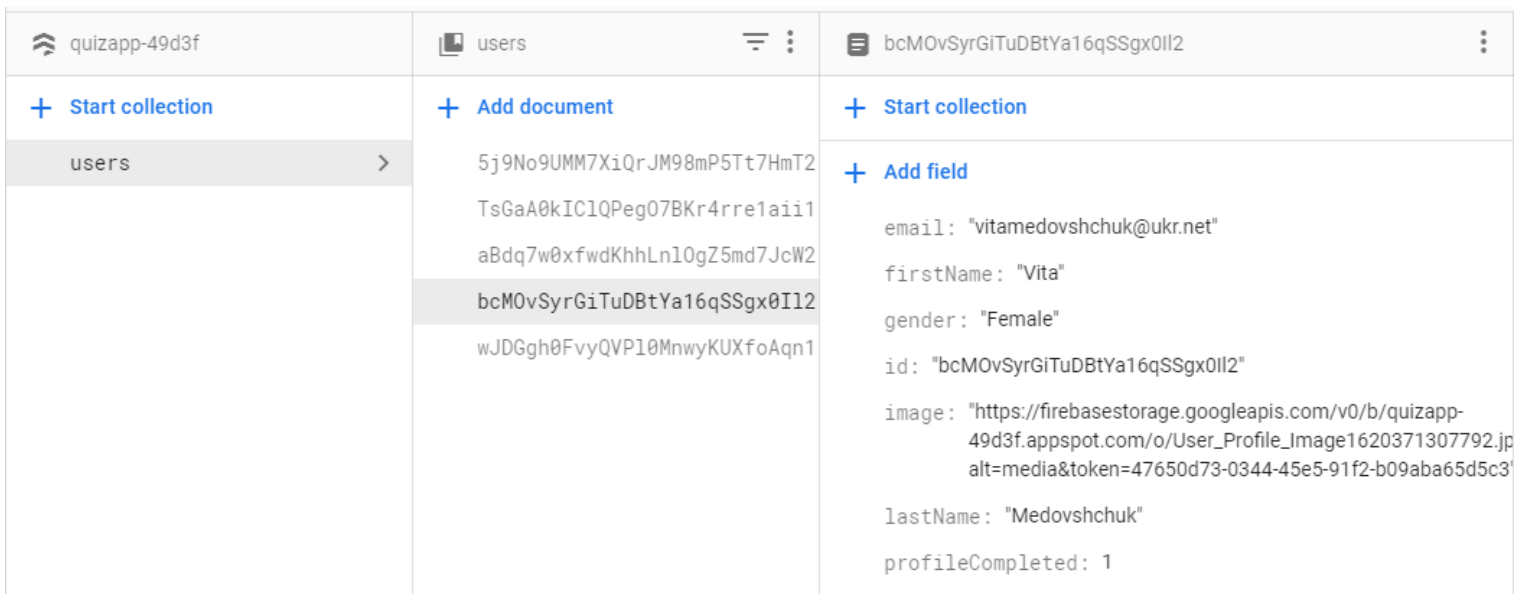 quizapp-49d3f
users
bcMOvSyrGiTuDBtYa16qSSgx0Il2
+ Start collection
+ Add document
+ Start collection
users
5j9No9UMM7XiQrJM98mP5Tt7HmT2
TsGaA0kIClQPegO7BKr4rre1aii1
aBdq7w0xfwdKhhLnlOgZ5md7JcW2
bcMOvSyrGiTuDBtYa16qSSgx0Il2
wJDGgh0FvyQVPl0MnwyKUXfoAqn1
+ Add field
email: "vitamedovshchuk@ukr.net"
firstName: "Vita"
gender: "Female"
id: "bcMOvSyrGiTuDBtYa16qSSgx0Il2"
image: "https://firebasestorage.googleapis.com/v0/b/quizapp-
49d3f.appspot.com/o/User_Profile_Image1620371307792.jp
alt=media&token=47650d73-0344-45e5-91f2-b09aba65d5c3"
lastName: "Medovshchuk"
profileCompleted: 1